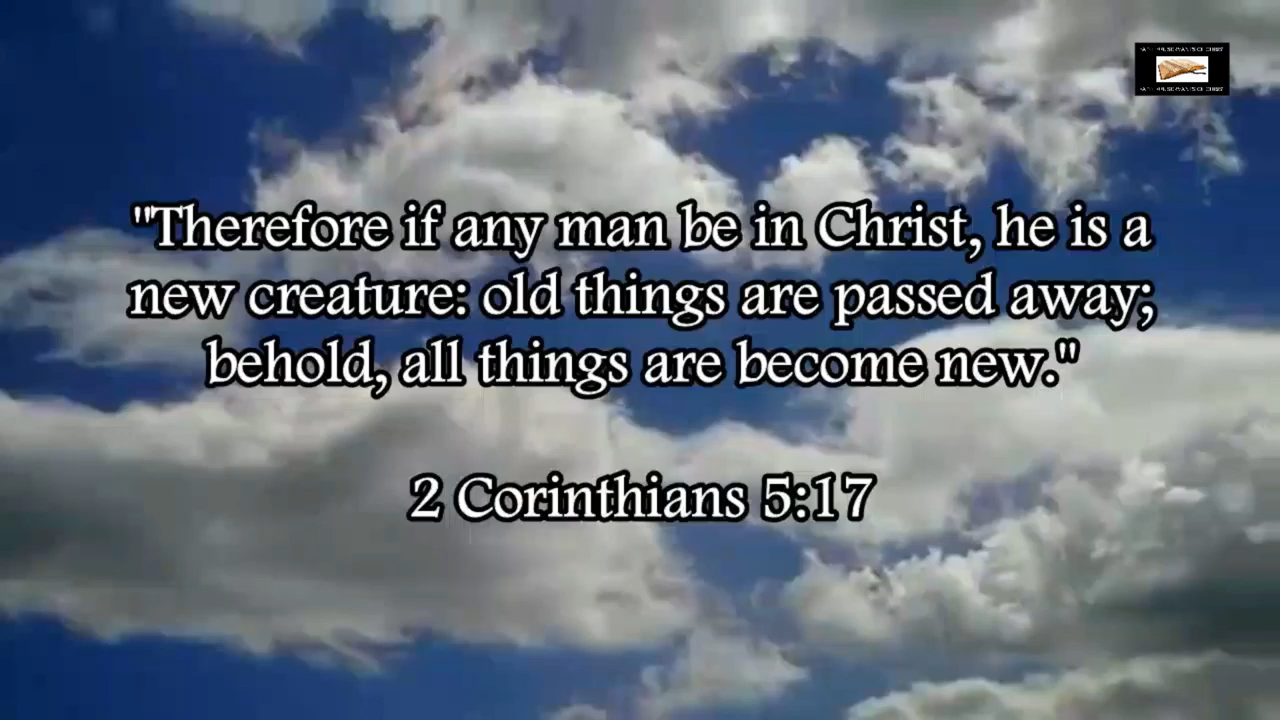 "Therefore if any man be in Christ, he is a
new creature: old things are passed away;
behold, all things are become new."
2 Corinthians 5:17